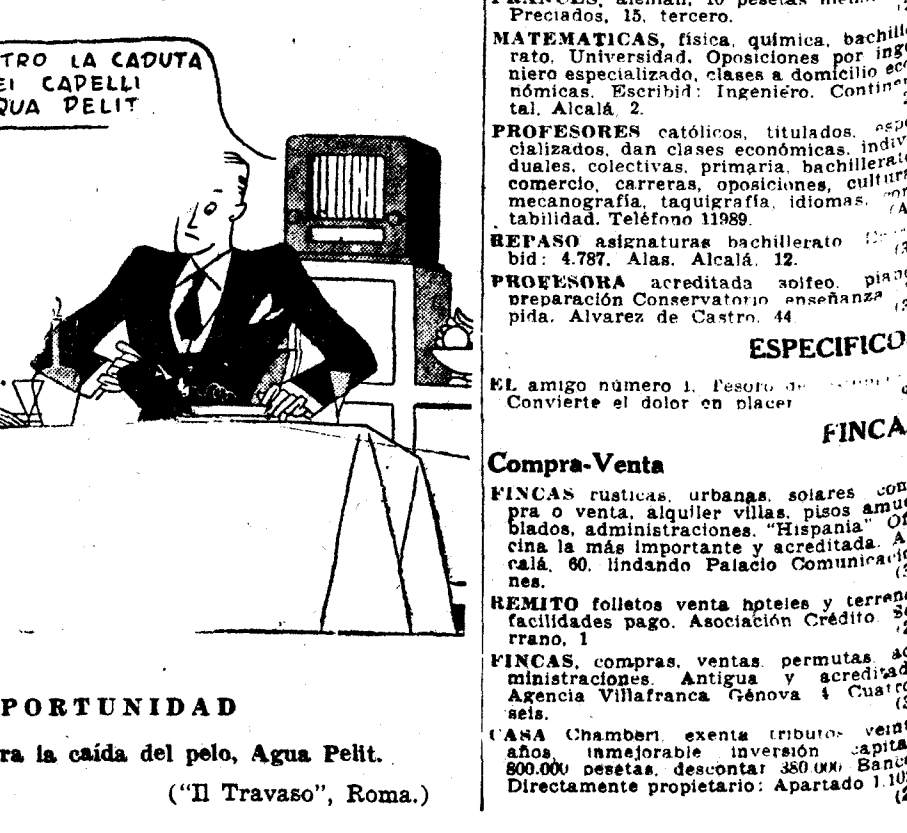 TRO LA CADUTA
EI CAPELLI
QUA PELIT
PORTUNIDAD
ra la caída del pelo, Agua Pelit.
("Il Travaso", Roma.)
Preciados, 15, tercero.
MATEMATICAS, física, química, bachille
rato, Universidad. Oposiciones por inge
niero especializado, clases a domicilio eco
nómicas. Escribid: Ingeniero. Continen
tal. Alcalá, 2.
PROFESORES católicos, titulados, espe
cializados, dan clases económicas, indivi
duales, colectivas, primaria, bachillerato
comercio, carreras, oposiciones, cultura
mecanografía, taquigrafía, idiomas, con
tabilidad. Teléfono 11989. (A
REPASO asignaturas bachillerato
bid: 4.787. Alas. Alcalá, 12.
PROFESORA acreditada solfeo, piano
preparación Conservatorio enseñanza
pida. Alvarez de Castro, 44
ESPECIFICO
EL amigo número 1. Tesoro
Convierte el dolor en placer
FINCA
Compra-Venta
FINCAS rústicas, urbanas, solares com
pra o venta, alquiler villas, pisos amue
blados, administraciones. "Hispania" Of
cina la más importante y acreditada. A
calá, 60, lindando Palacio Comunicacio
nes.
REMITO folletos venta hoteles y terren
facilidades pago. Asociación Crédito. Se
rrano, 1
FINCAS, compras, ventas, permutas, ad
ministraciones. Antigua y acreditad
Agencia Villafranca Génova 4 Cuatro
seis.
CASA Chamberí, exenta tributos veint
años, inmejorable inversión capita
800.000 pesetas, descontar 380.000 Banco
Directamente propietario: Apartado 1.10